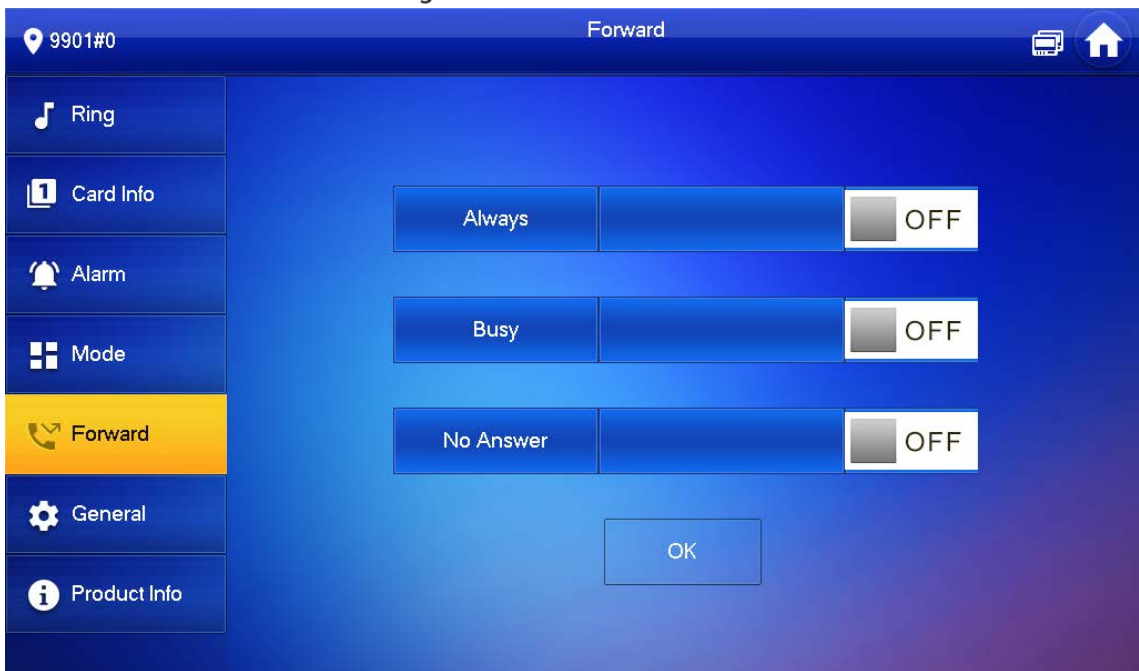 9901#0
Forward
Ring
Card Info
Alarm
Mode
Forward
General
Product Info
Always
OFF
Busy
OFF
No Answer
OFF
OK